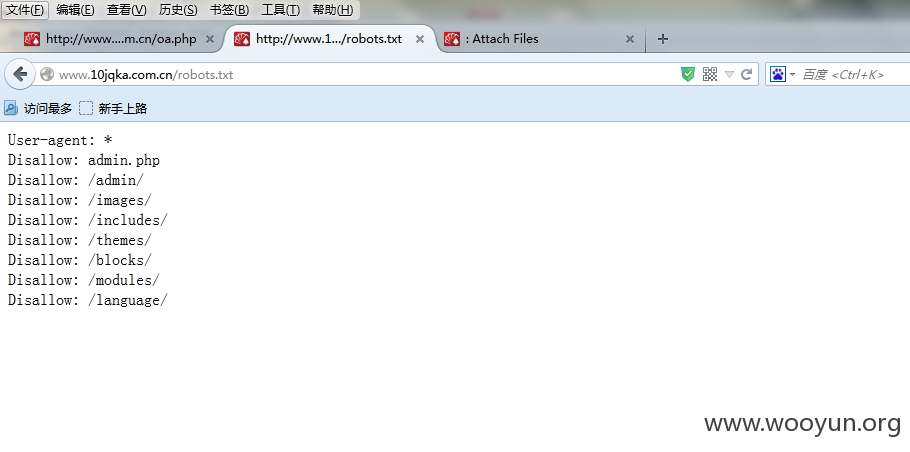 文件(F) 编辑(E) 查看(V) 历史(S) 书签(B) 工具(T) 帮助(H)
http://www....m.cn/oa.php
http://www.1.../robots.txt
: Attach Files
www.10jqka.com.cn/robots.txt
百度 <Ctrl+K>
访问最多 新手上路
User-agent: *
Disallow: admin.php
Disallow: /admin/
Disallow: /images/
Disallow: /includes/
Disallow: /themes/
Disallow: /blocks/
Disallow: /modules/
Disallow: /language/
www.wooyun.org